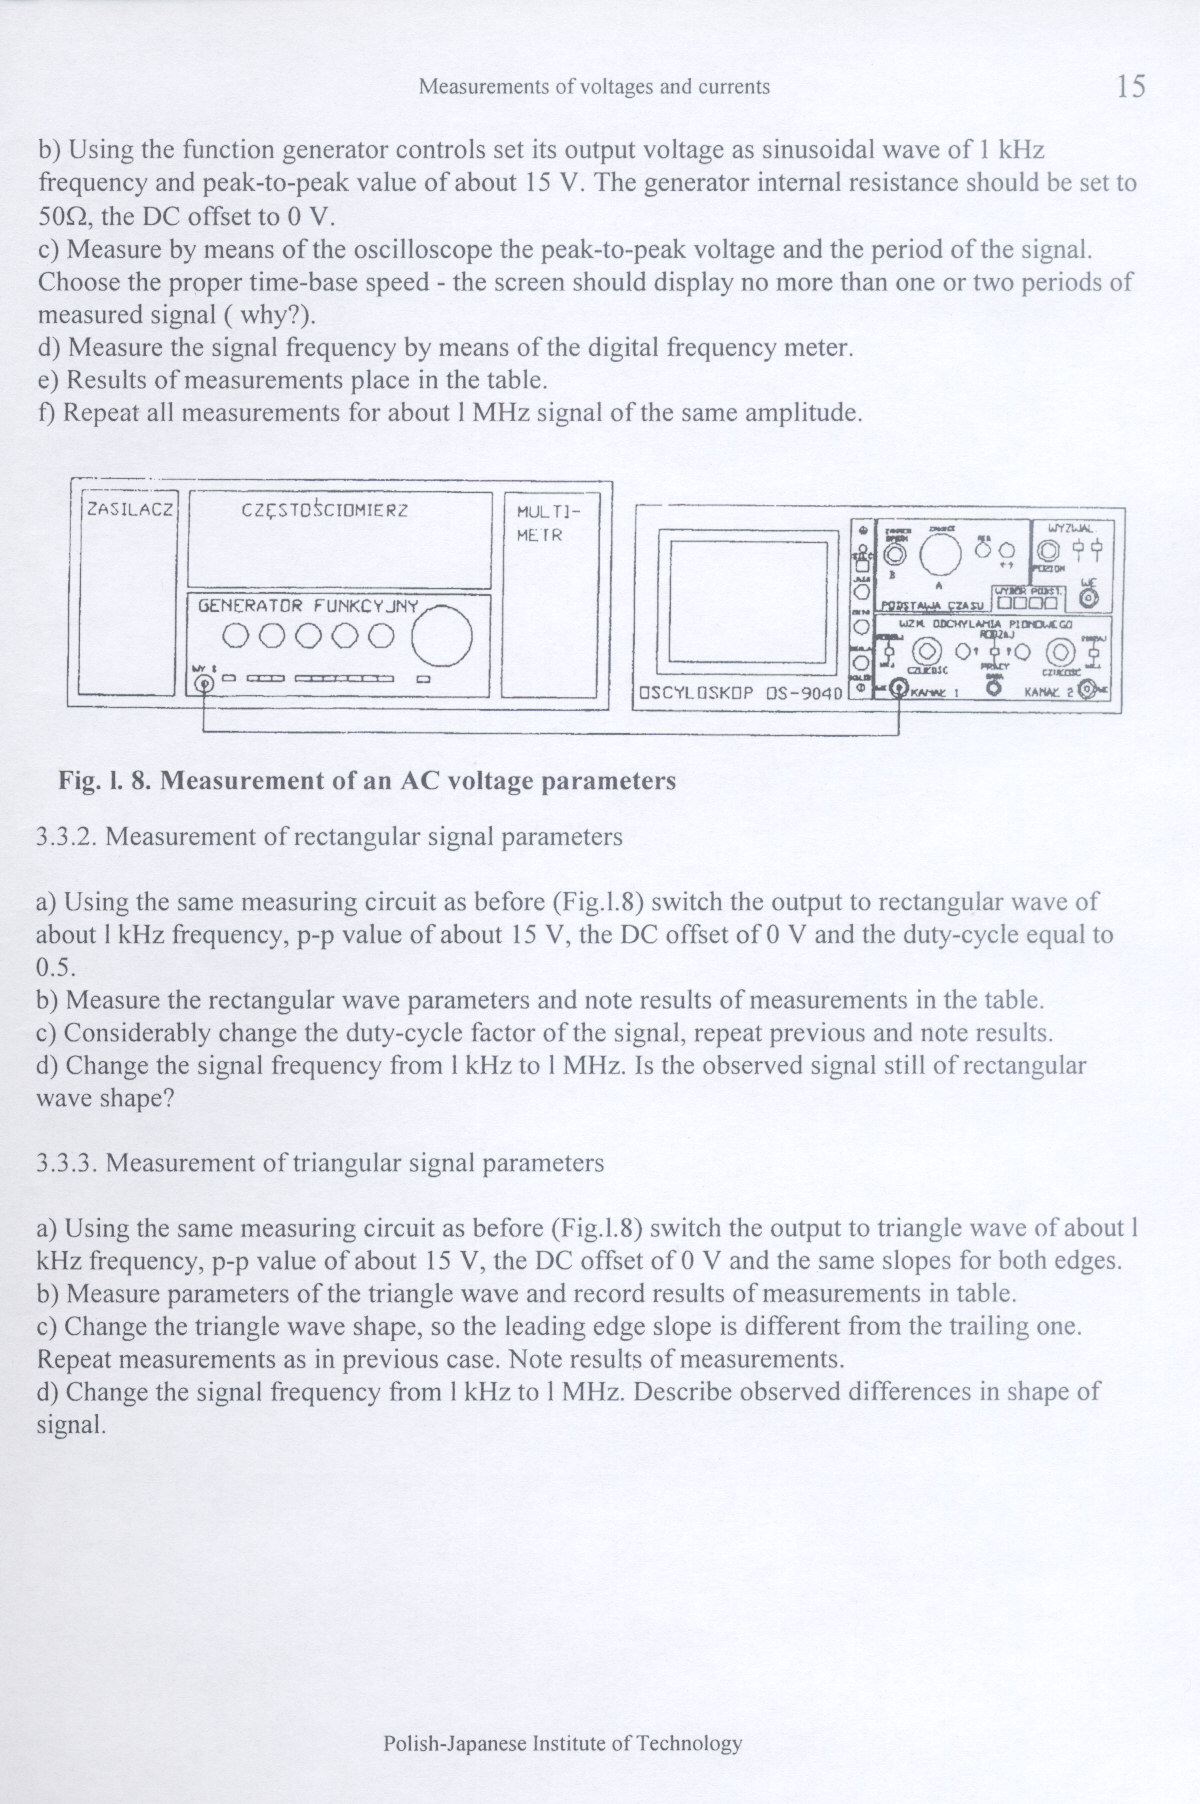 Measurements of voltages and currents 15
b) Using the function generator controls set its output voltage as sinusoidal wave of 1 kHz
frequency and peak-to-peak value of about 15 V. The generator internal resistance should be set to
50Ω, the DC offset to 0 V.
c) Measure by means of the oscilloscope the peak-to-peak voltage and the period of the signal.
Choose the proper time-base speed - the screen should display no more than one or two periods of
measured signal ( why?).
d) Measure the signal frequency by means of the digital frequency meter.
e) Results of measurements place in the table.
f) Repeat all measurements for about 1 MHz signal of the same amplitude.
ZASILACZ
CZĘSTOŚCIOMIERZ
MULTI-
METR
GENERATOR FUNKCYJNY
WY
OSCYLOSKOP OS-904D
WYZWAL.
POZIOM
B
A
WE
WYBÓR PODST.
PODSTAWA CZASU
WZM. ODCHYLANIA PIONOWEGO
RODZAJ
PRACY
CZUŁOŚĆ
CZUŁOŚĆ
KANAŁ 1
KANAŁ 2
Fig. l. 8. Measurement of an AC voltage parameters
3.3.2. Measurement of rectangular signal parameters
a) Using the same measuring circuit as before (Fig.l.8) switch the output to rectangular wave of
about l kHz frequency, p-p value of about 15 V, the DC offset of 0 V and the duty-cycle equal to
0.5.
b) Measure the rectangular wave parameters and note results of measurements in the table.
c) Considerably change the duty-cycle factor of the signal, repeat previous and note results.
d) Change the signal frequency from l kHz to l MHz. Is the observed signal still of rectangular
wave shape?
3.3.3. Measurement of triangular signal parameters
a) Using the same measuring circuit as before (Fig.l.8) switch the output to triangle wave of about l
kHz frequency, p-p value of about 15 V, the DC offset of 0 V and the same slopes for both edges.
b) Measure parameters of the triangle wave and record results of measurements in table.
c) Change the triangle wave shape, so the leading edge slope is different from the trailing one.
Repeat measurements as in previous case. Note results of measurements.
d) Change the signal frequency from l kHz to l MHz. Describe observed differences in shape of
signal.
Polish-Japanese Institute of Technology